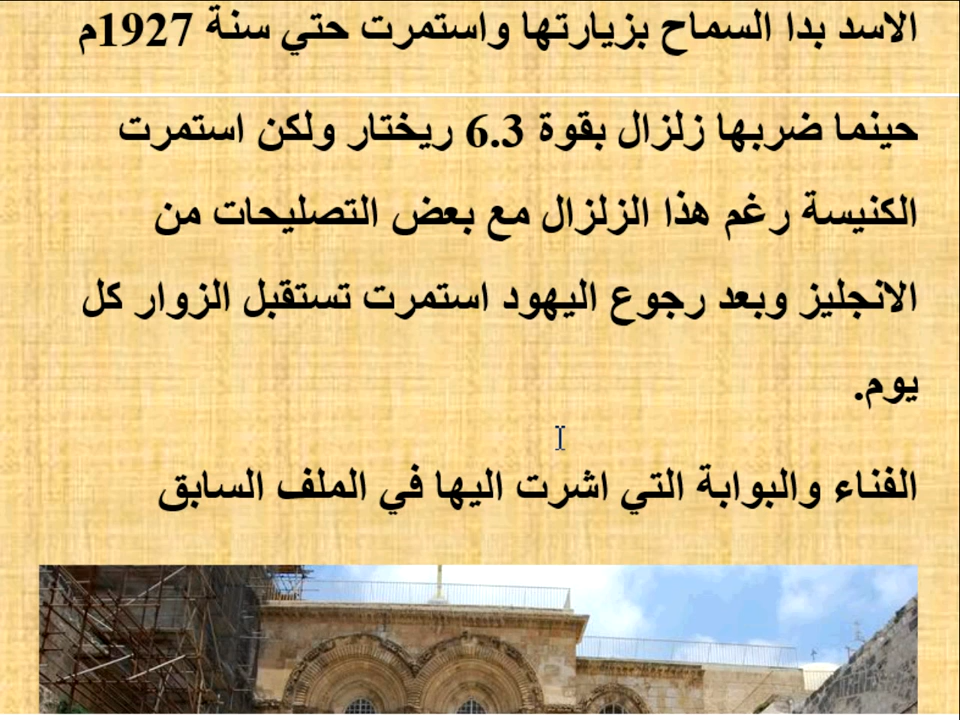 الاسد بدا السماح بزيارتها واستمرت حتي سنة 1927م
حينما ضربها زلزال بقوة 6.3 ريختار ولكن استمرت
الكنيسة رغم هذا الزلزال مع بعض التصليحات من
الانجليز وبعد رجوع اليهود استمرت تستقبل الزوار كل
يوم.
الفناء والبوابة التي اشرت اليها في الملف السابق